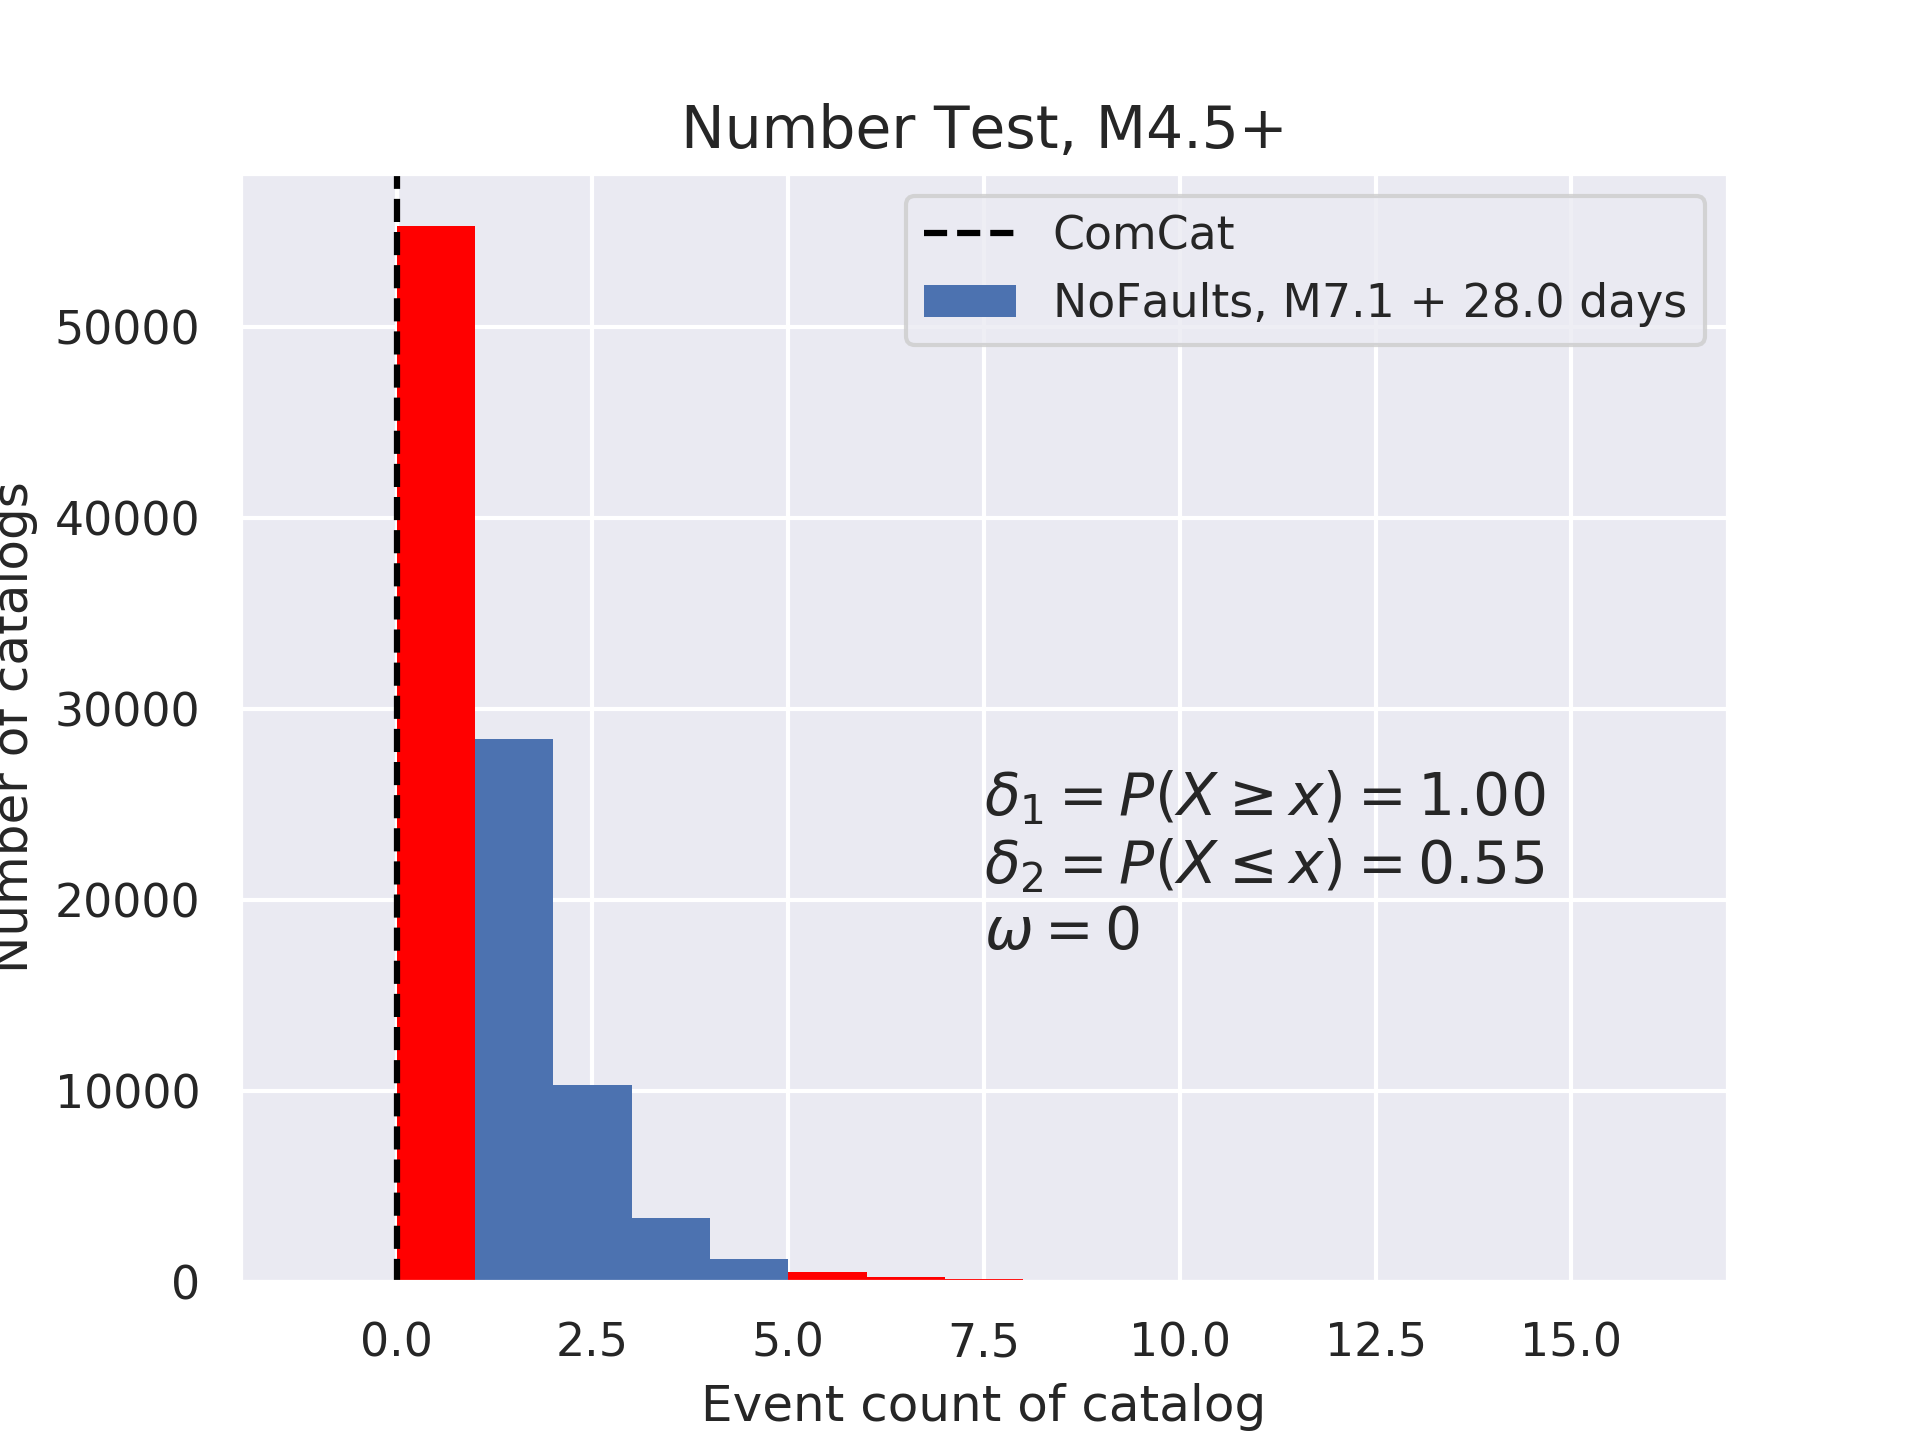 Number Test, M4.5+
ComCat
NoFaults, M7.1 + 28.0 days
50000
40000
30000
20000
10000
0
Number of catalogs
δ₁ = P(X ≥ x) = 1.00
δ₂ = P(X ≤ x) = 0.55
ω = 0
0.0 2.5 5.0 7.5 10.0 12.5 15.0
Event count of catalog